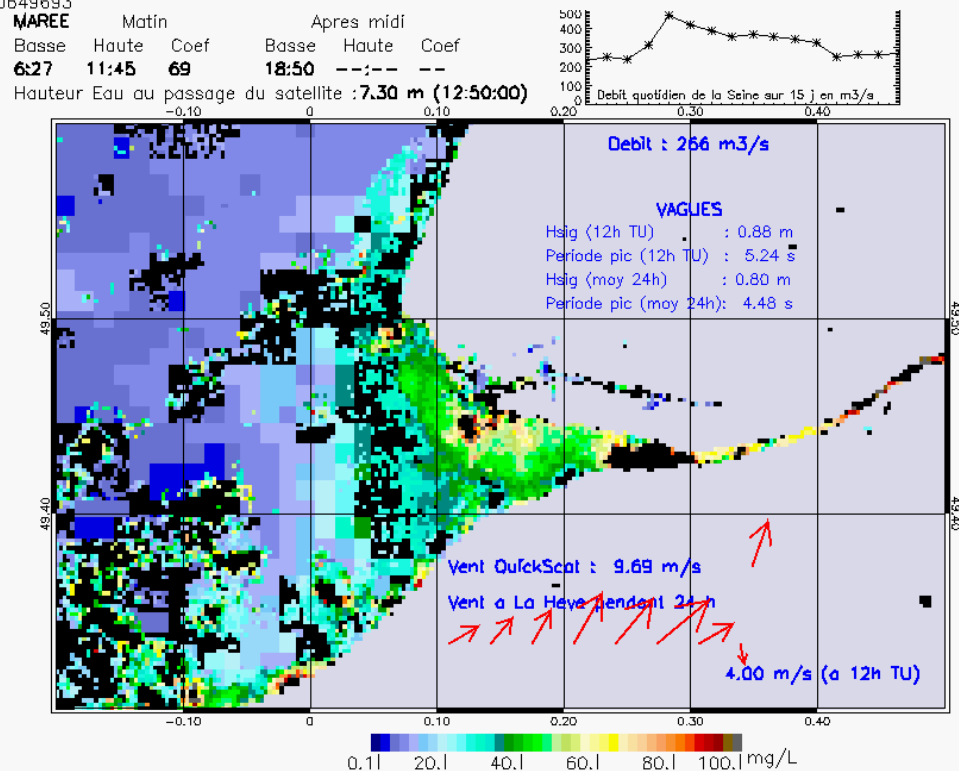 0649693
MAREE Matin Apres midi
Basse Haute Coef Basse Haute Coef
6:27 11:45 69 18:50 --:-- --
Hauteur Eau au passage du satellite : 7.30 m (12:50:00)
500
400
300
200
100
0
Debit quotidien de la Seine sur 15 j en m3/s
-0.10 0 0.10 0.20 0.30 0.40
Debit : 266 m3/s
VAGUES
Hsig (12h TU) : 0.88 m
Periode pic (12h TU) : 5.24 s
Hsig (moy 24h) : 0.80 m
Periode pic (moy 24h): 4.48 s
49.50 49.50
49.40 49.40
Vent QuickScat : 9.69 m/s
Vent a La Heve pendant 24 h
4.00 m/s (a 12h TU)
-0.10 0 0.10 0.20 0.30 0.40
0.1 20. 40. 60. 80. 100. mg/L